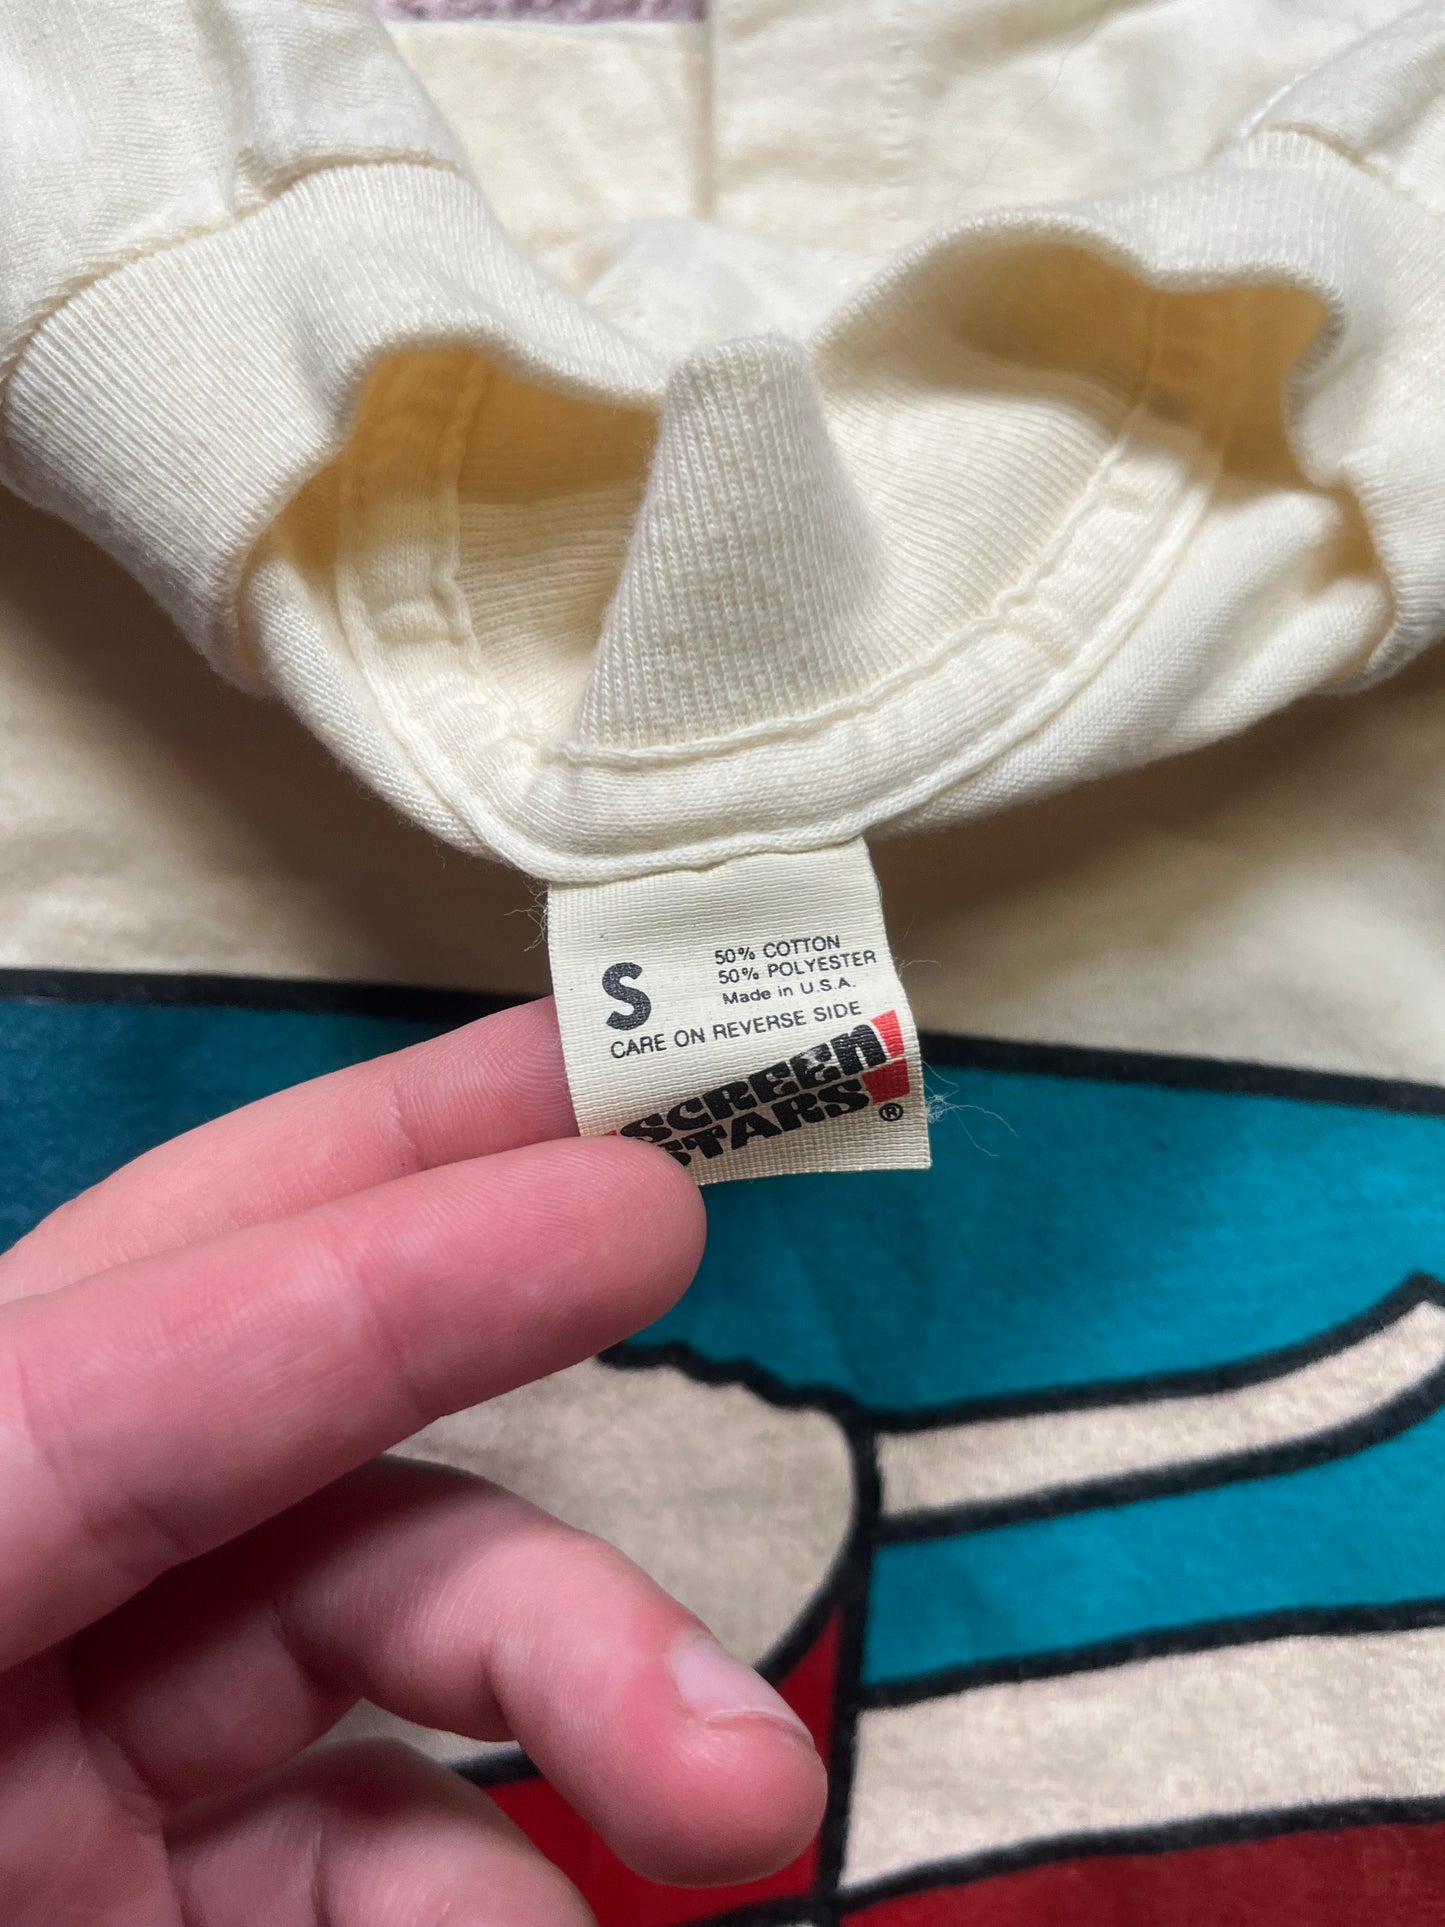 S
50% COTTON
50% POLYESTER
Made in U.S.A.
CARE ON REVERSE SIDE
SCREEN
STARS®